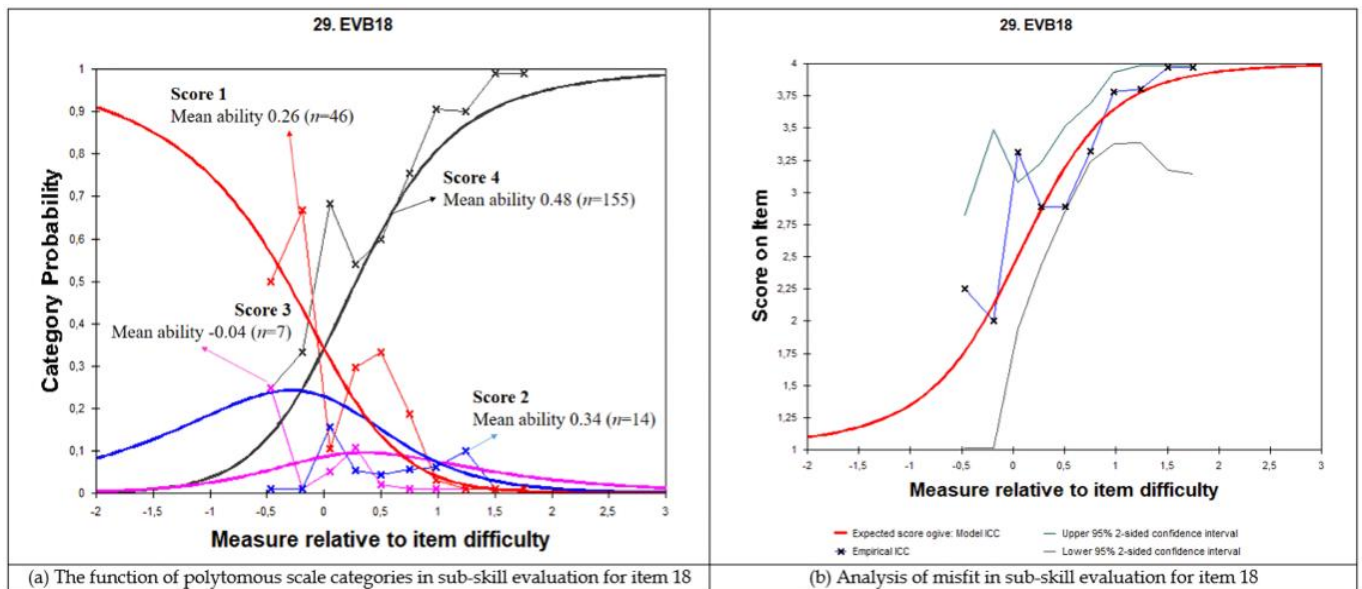 29. EVB18
1
0,9
0,8
0,7
0,6
0,5
0,4
0,3
0,2
0,1
0
Category Probability
Score 1
Mean ability 0.26 (n=46)
Score 4
Mean ability 0.48 (n=155)
Score 3
Mean ability -0.04 (n=7)
Score 2
Mean ability 0.34 (n=14)
-2 -1,5 -1 -0,5 0 0,5 1 1,5 2 2,5 3
Measure relative to item difficulty
(a) The function of polytomous scale categories in sub-skill evaluation for item 18
29. EVB18
4
3,75
3,5
3,25
3
2,75
2,5
2,25
2
1,75
1,5
1,25
1
Score on Item
-2 -1,5 -1 -0,5 0 0,5 1 1,5 2 2,5 3
Measure relative to item difficulty
Expected score ogive: Model ICC
Upper 95% 2-sided confidence interval
Empirical ICC
Lower 95% 2-sided confidence interval
(b) Analysis of misfit in sub-skill evaluation for item 18